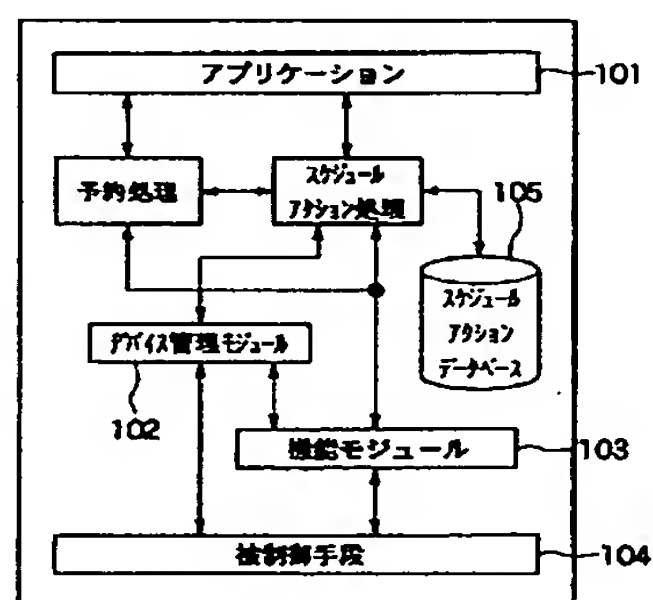 アプリケーション
101
予約処理
スケジュール
アクション処理
105
スケジュール
アクション
データベース
デバイス管理モジュール
102
機能モジュール
103
被制御手段
104